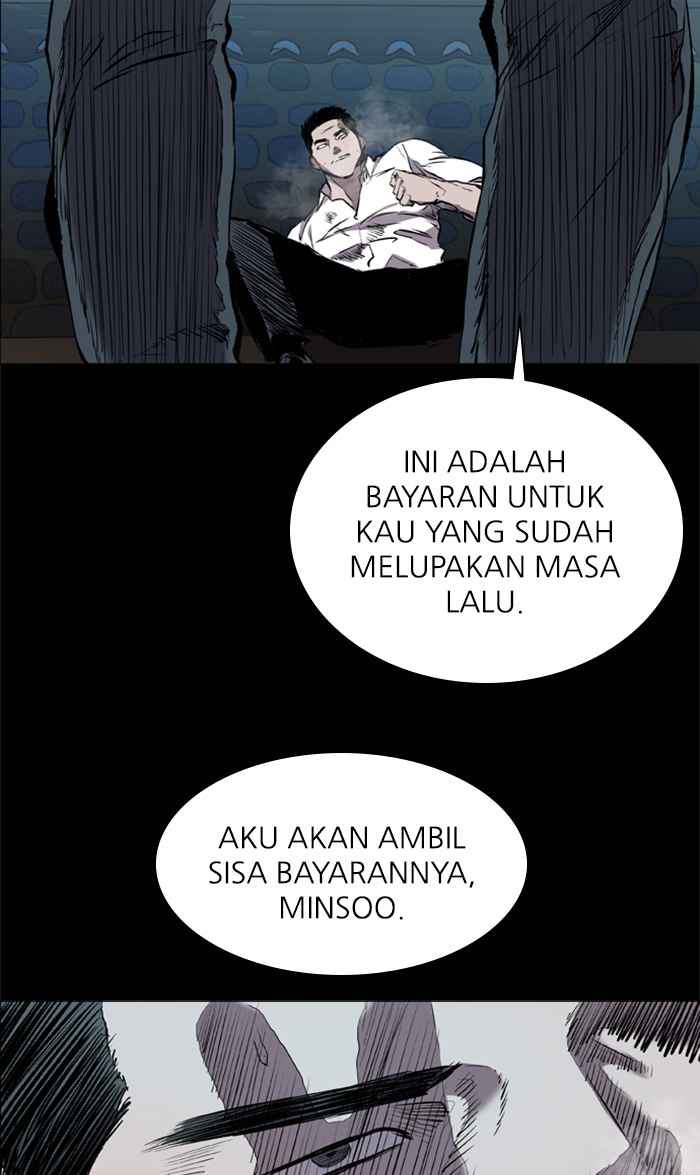 INI ADALAH
BAYARAN UNTUK
KAU YANG SUDAH
MELUPAKAN MASA
LALU.
AKU AKAN AMBIL
SISA BAYARANNYA,
MINSOO.